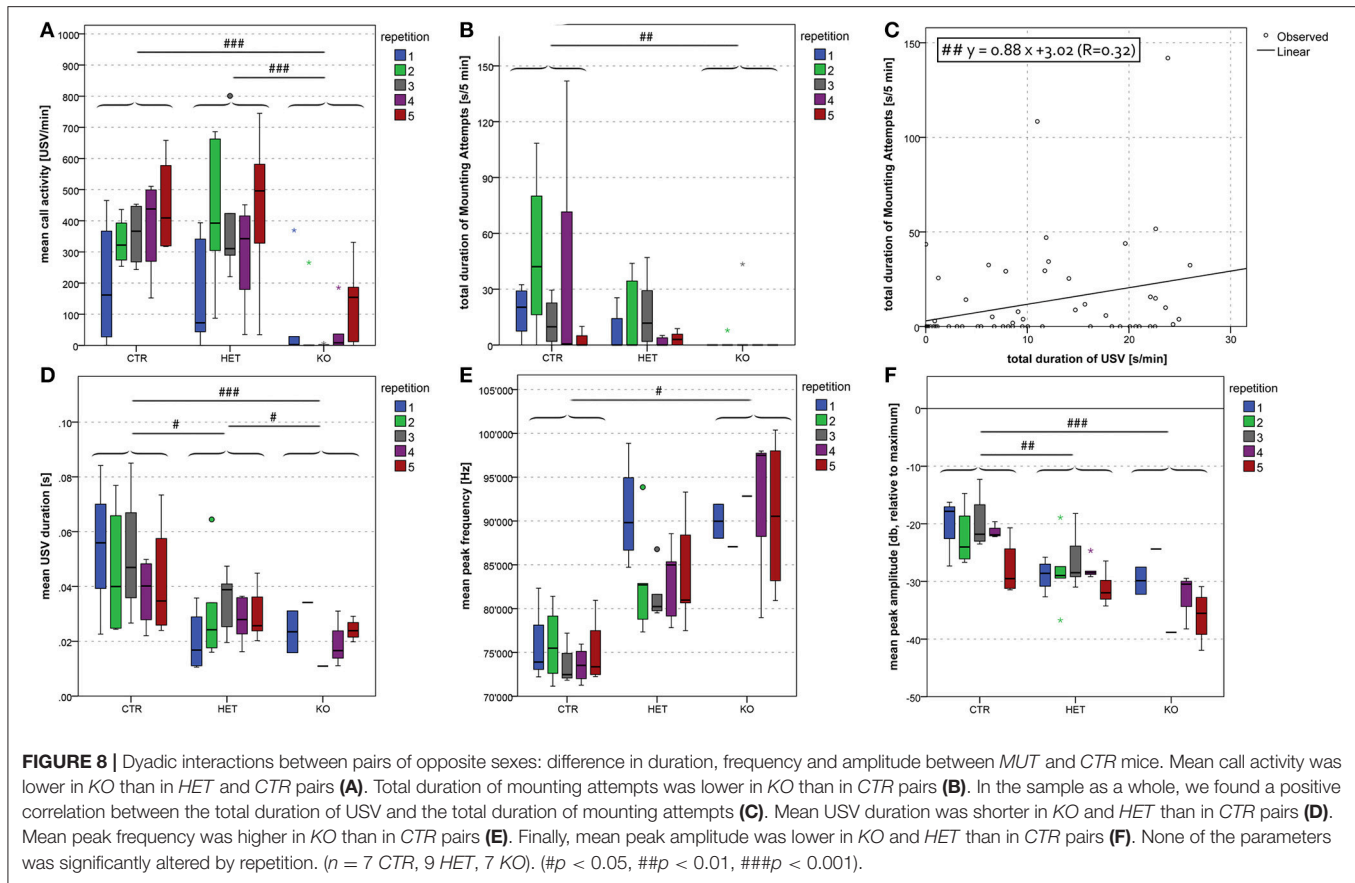 A
mean call activity [USV/min]
1000
900
800
700
600
500
400
300
200
100
0
###
###
CTR
HET
KO
repetition
1
2
3
4
5
B
total duration of Mounting Attempts [s/5 min]
150
120
90
60
30
0
##
CTR
HET
KO
repetition
1
2
3
4
5
C
total duration of Mounting Attempts [s/5 min]
150
100
50
0
## y = 0.88 x +3.02 (R=0.32)
Observed
Linear
0
10
20
30
total duration of USV [s/min]
D
mean USV duration [s]
.10
.08
.06
.04
.02
.00
###
#
#
CTR
HET
KO
repetition
1
2
3
4
5
E
mean peak frequency [Hz]
105'000
100'000
95'000
90'000
85'000
80'000
75'000
70'000
#
CTR
HET
KO
repetition
1
2
3
4
5
F
mean peak amplitude [db, relative to maximum]
0
-10
-20
-30
-40
-50
###
##
CTR
HET
KO
repetition
1
2
3
4
5
FIGURE 8 | Dyadic interactions between pairs of opposite sexes: difference in duration, frequency and amplitude between MUT and CTR mice. Mean call activity was
lower in KO than in HET and CTR pairs (A). Total duration of mounting attempts was lower in KO than in CTR pairs (B). In the sample as a whole, we found a positive
correlation between the total duration of USV and the total duration of mounting attempts (C). Mean USV duration was shorter in KO and HET than in CTR pairs (D).
Mean peak frequency was higher in KO than in CTR pairs (E). Finally, mean peak amplitude was lower in KO and HET than in CTR pairs (F). None of the parameters
was significantly altered by repetition. (n = 7 CTR, 9 HET, 7 KO). (#p < 0.05, ##p < 0.01, ###p < 0.001).